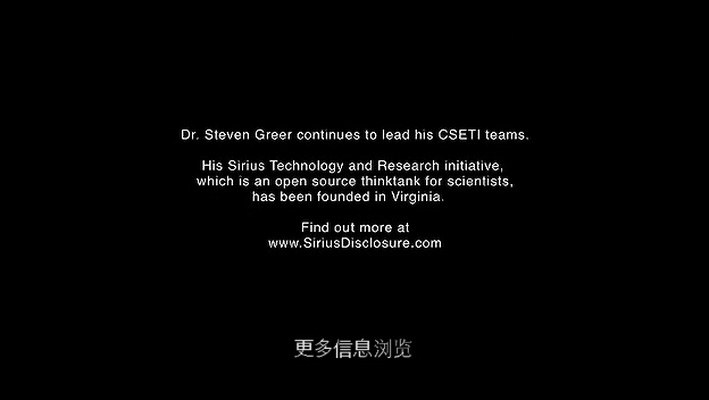 Dr. Steven Greer continues to lead his CSETI teams.
His Sirius Technology and Research initiative,
which is an open source thinktank for scientists,
has been founded in Virginia.
Find out more at
www.SiriusDisclosure.com
更多信息浏览